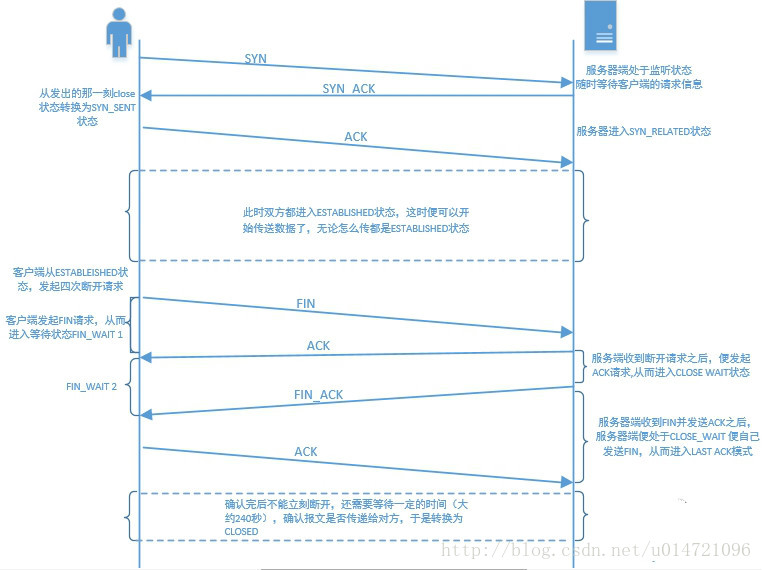 SYN
服务器端处于监听状态
随时等待客户端的请求信息
SYN_ACK
从发出的那一刻close
状态转换为SYN_SENT
状态
ACK
服务器进入SYN_RELATED状态
此时双方都进入ESTABLISHED状态，这时便可以开
始传送数据了，无论怎么传都是ESTABLISHED状态
客户端从ESTABLEISHED状
态，发起四次断开请求
FIN
客户端发起FIN请求，从而
进入等待状态FIN_WAIT 1
ACK
服务端收到断开请求之后，便发起
ACK请求,从而进入CLOSE WAIT状态
FIN_WAIT 2
FIN_ACK
服务器端收到FIN并发送ACK之后，
服务器端便处于CLOSE_WAIT 便自己
发送FIN，从而进入LAST ACK模式
ACK
确认完后不能立刻断开，还需要等待一定的时间（大
约240秒），确认报文是否传递给对方，于是转换为
CLOSED
http://blog.csdn.net/u014721096